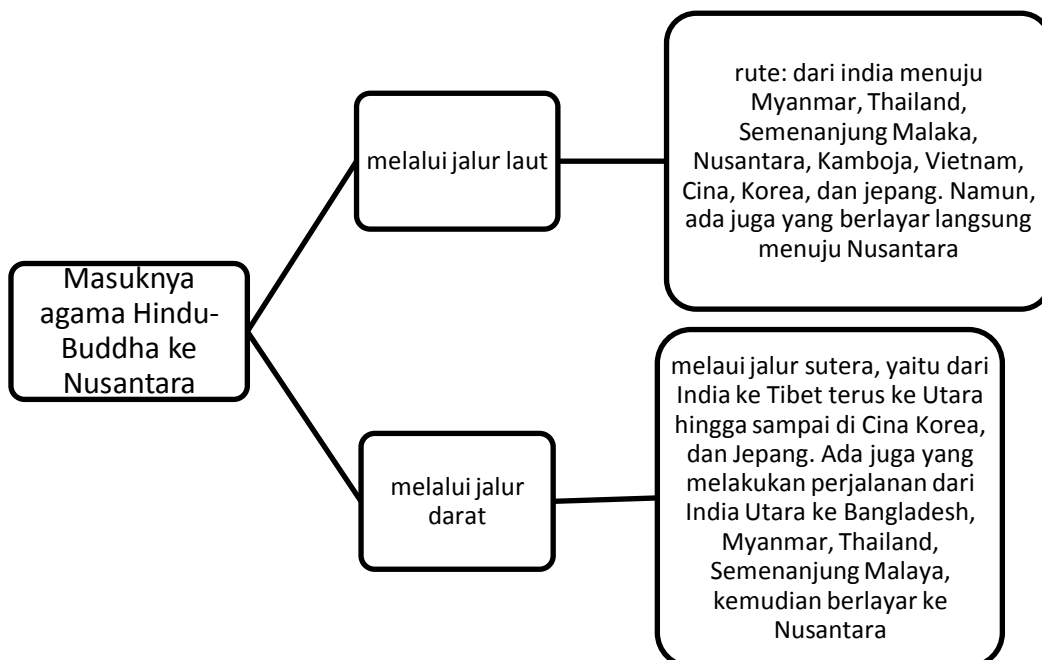 Masuknya
agama Hindu-
Buddha ke
Nusantara
melalui jalur laut
rute: dari india menuju
Myanmar, Thailand,
Semenanjung Malaka,
Nusantara, Kamboja, Vietnam,
Cina, Korea, dan jepang. Namun,
ada juga yang berlayar langsung
menuju Nusantara
melalui jalur
darat
melaui jalur sutera, yaitu dari
India ke Tibet terus ke Utara
hingga sampai di Cina Korea,
dan Jepang. Ada juga yang
melakukan perjalanan dari
India Utara ke Bangladesh,
Myanmar, Thailand,
Semenanjung Malaya,
kemudian berlayar ke
Nusantara